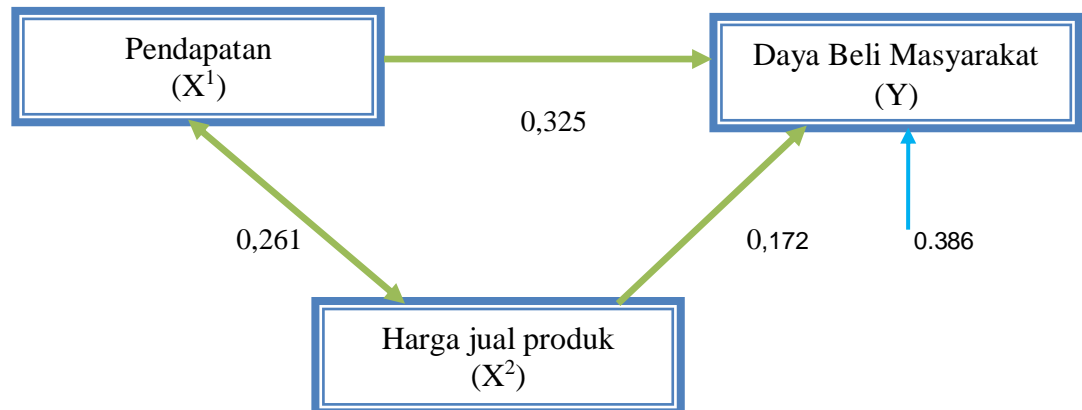 Pendapatan
(X¹)
Daya Beli Masyarakat
(Y)
0,325
0,261
0,172
0.386
Harga jual produk
(X²)